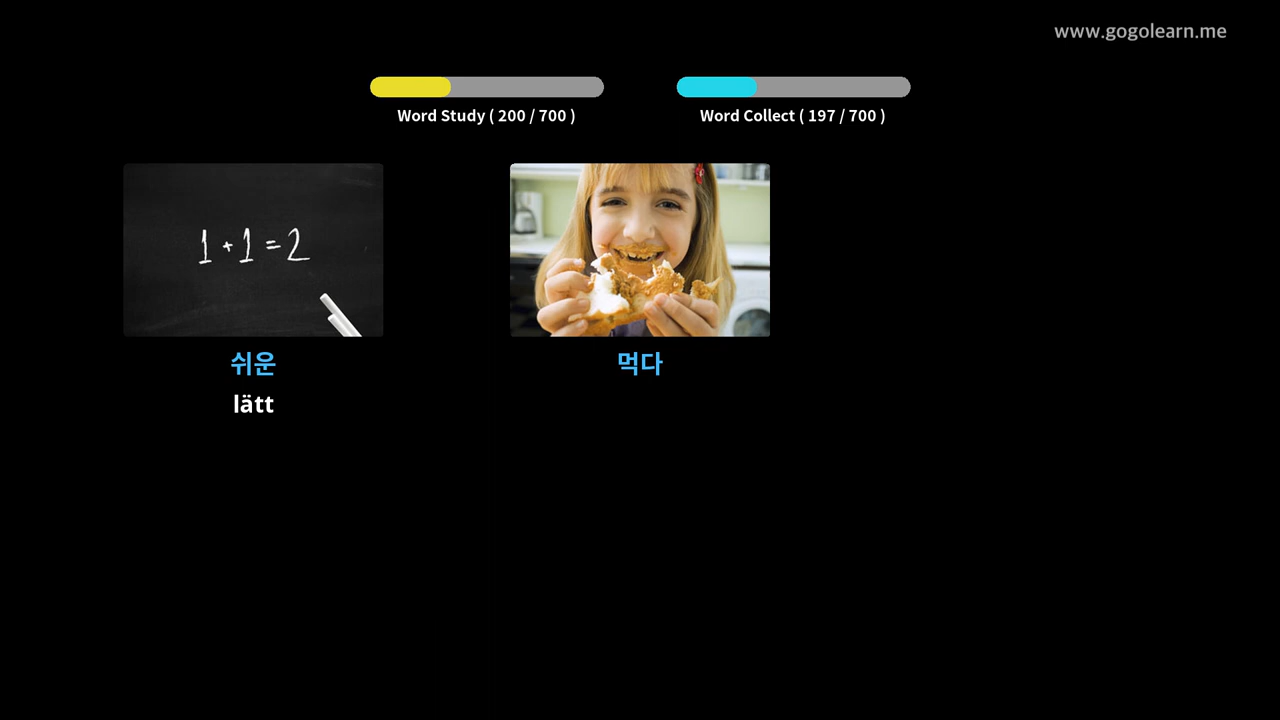 www.gogolearn.me
Word Study ( 200 / 700 )
Word Collect ( 197 / 700 )
1 + 1 = 2
쉬운
lätt
먹다